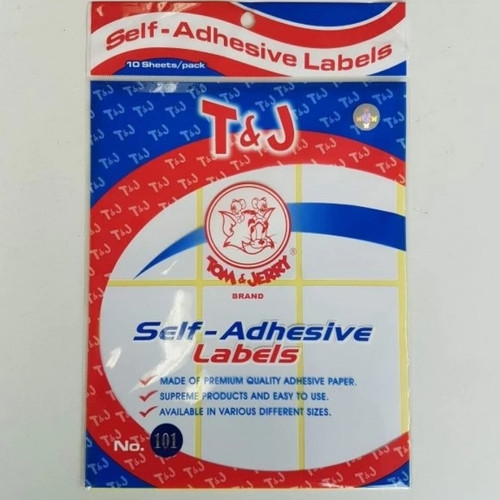 Self-Adhesive Labels
10 Sheets/pack
T&J
TOM & JERRY ®
BRAND
Self-Adhesive
Labels
MADE OF PREMIUM QUALITY ADHESIVE PAPER.
SUPREME PRODUCTS AND EASY TO USE.
AVAILABLE IN VARIOUS DIFFERENT SIZES.
No. 101